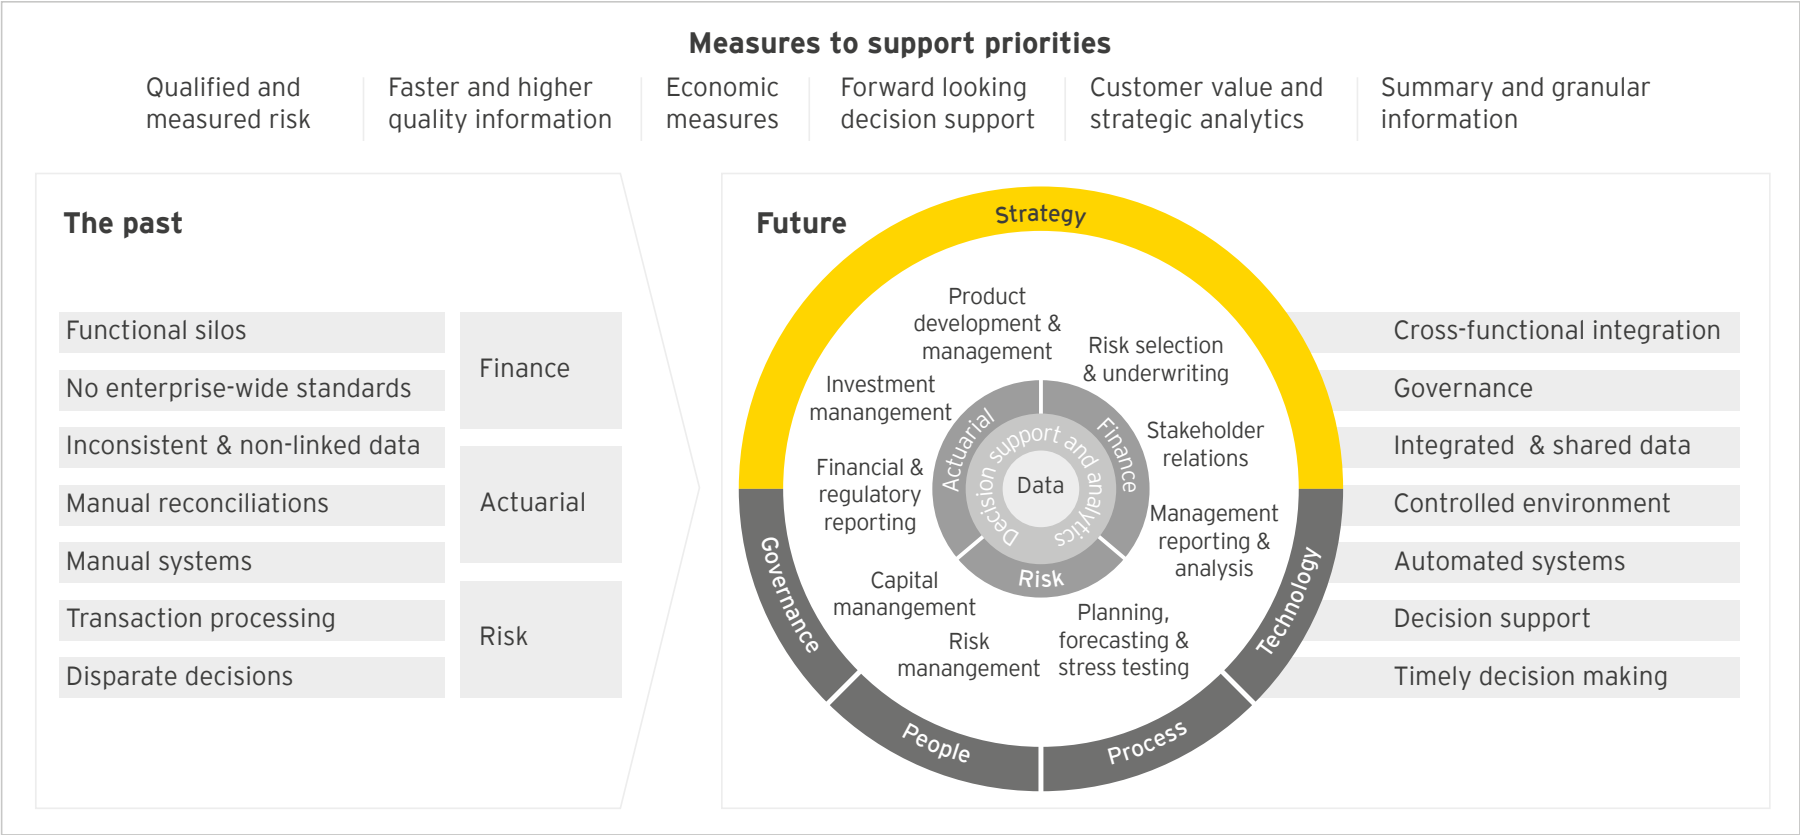 Measures to support priorities
Qualified and
measured risk
Faster and higher
quality information
Economic
measures
Forward looking
decision support
Customer value and
strategic analytics
Summary and granular
information
The past
Functional silos
No enterprise-wide standards
Inconsistent & non-linked data
Manual reconciliations
Manual systems
Transaction processing
Disparate decisions
Finance
Actuarial
Risk
Future
Strategy
Product
development &
management
Risk selection
& underwriting
Investment
manangement
Stakeholder
relations
Financial &
regulatory
reporting
Management
reporting &
analysis
Capital
manangement
Planning,
forecasting &
stress testing
Risk
manangement
Actuarial
Finance
Risk
Decision support and analytics
Data
Governance
People
Process
Technology
Cross-functional integration
Governance
Integrated  & shared data
Controlled environment
Automated systems
Decision support
Timely decision making